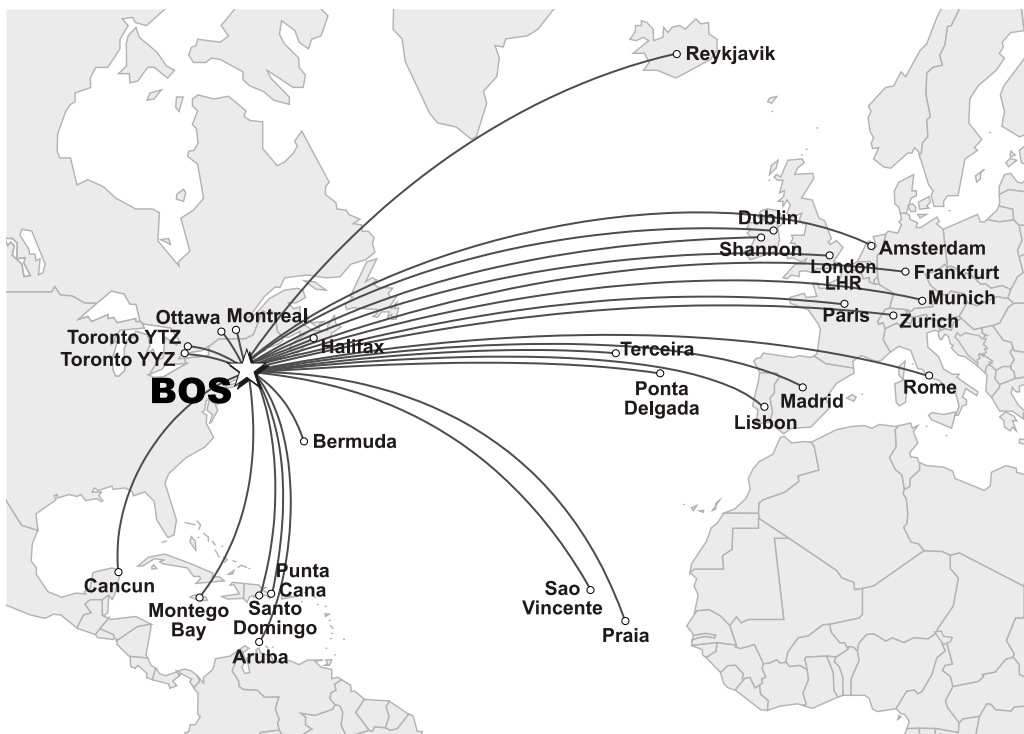 Reykjavik
Dublin
Shannon
Amsterdam
London
LHR
Frankfurt
Munich
Paris
Zurich
Ottawa
Montreal
Toronto YTZ
Halifax
Toronto YYZ
BOS
Terceira
Ponta
Delgada
Madrid
Rome
Lisbon
Bermuda
Cancun
Montego
Bay
Punta
Cana
Santo
Domingo
Aruba
Sao
Vincente
Praia